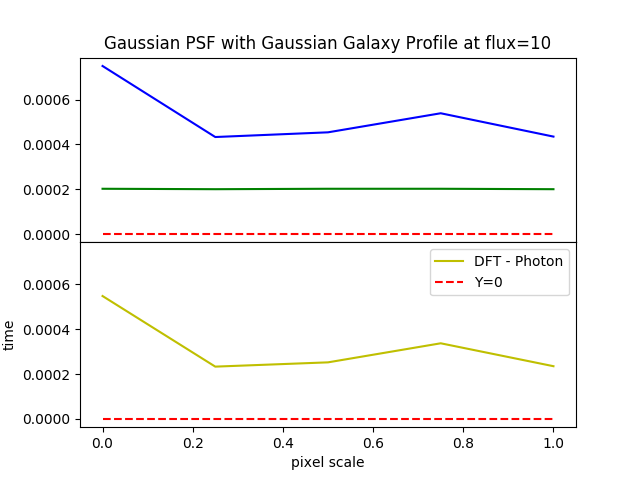 Gaussian PSF with Gaussian Galaxy Profile at flux=10
0.0006
0.0004
0.0002
0.0000
DFT - Photon
Y=0
0.0006
0.0004
0.0002
0.0000
time
0.0 0.2 0.4 0.6 0.8 1.0
pixel scale